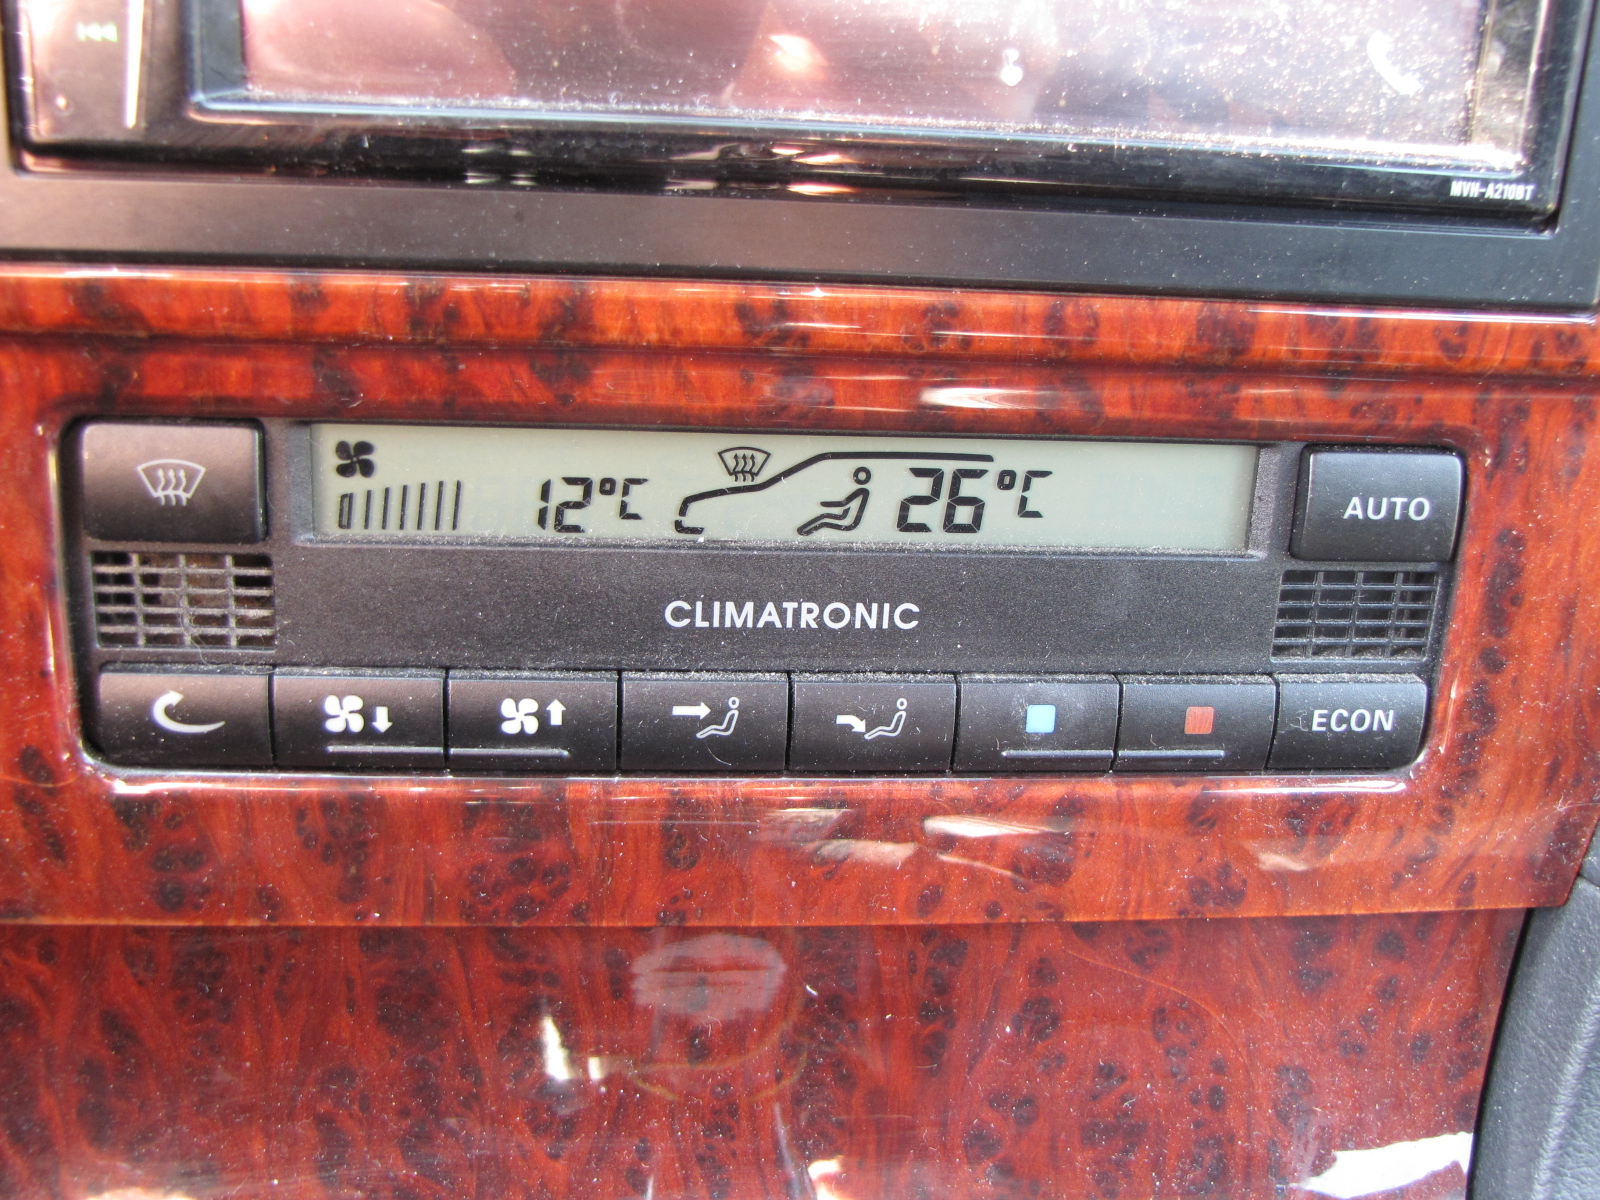 MVH-A210BT
12°C 26°C
AUTO
CLIMATRONIC
ECON